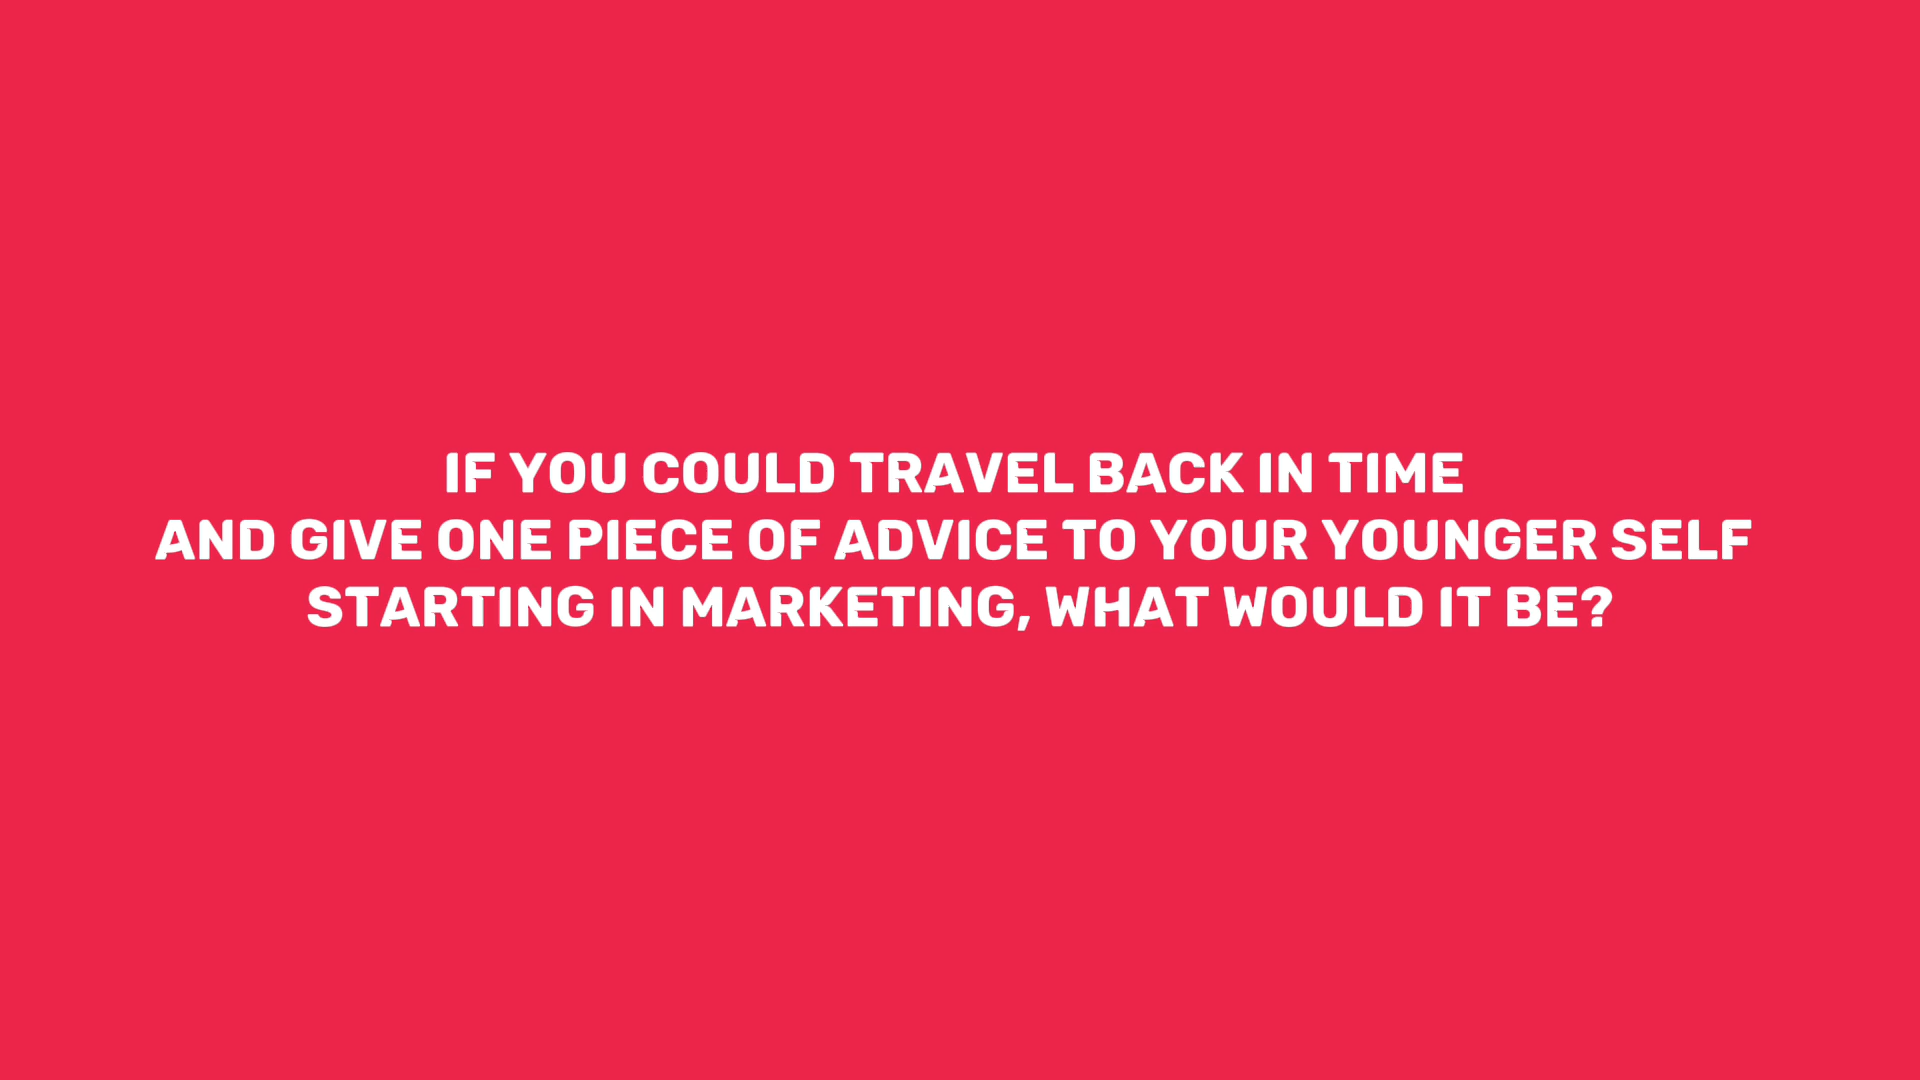 IF YOU COULD TRAVEL BACK IN TIME
AND GIVE ONE PIECE OF ADVICE TO YOUR YOUNGER SELF
STARTING IN MARKETING, WHAT WOULD IT BE?